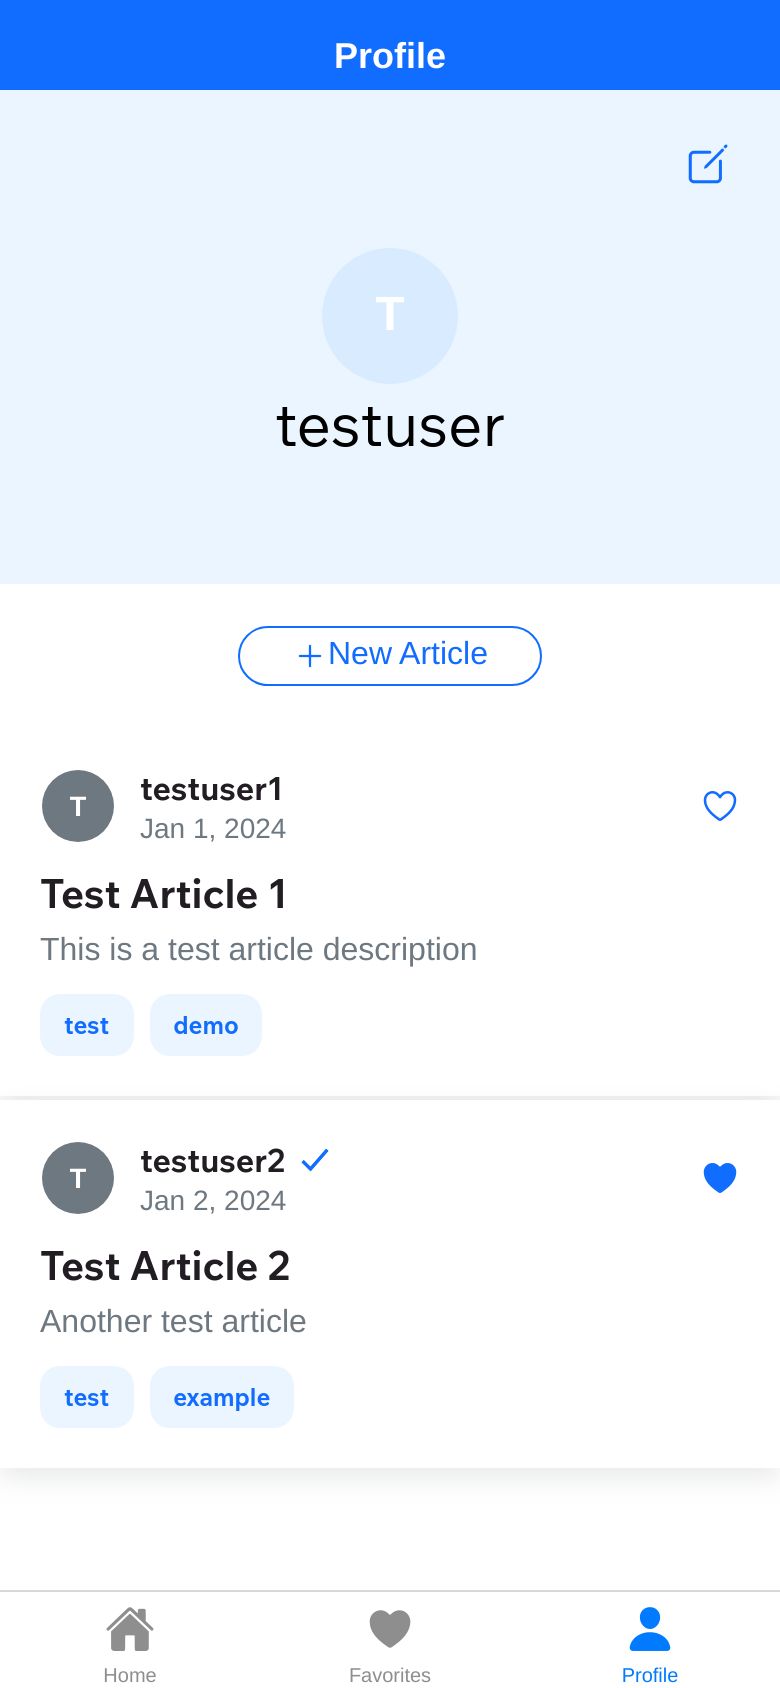 Profile
T
testuser
New Article
T
testuser1
Jan 1, 2024
Test Article 1
This is a test article description
test
demo
T
testuser2
Jan 2, 2024
Test Article 2
Another test article
test
example
Home
Favorites
Profile